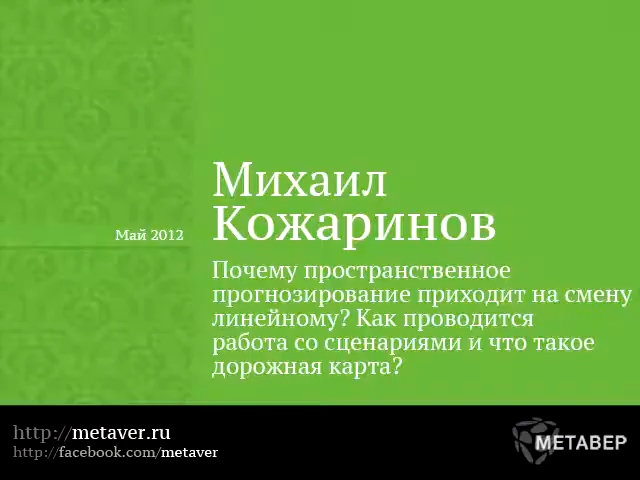 Михаил
Кожаринов
Май 2012
Почему пространственное
прогнозирование приходит на смену
линейному? Как проводится
работа со сценариями и что такое
дорожная карта?
http://metaver.ru
http://facebook.com/metaver
МЕТАВЕР